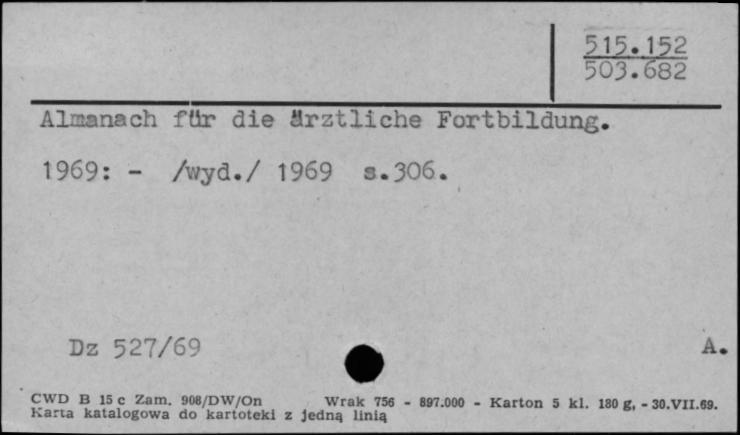 515.152
503.682
Almanach für die ärztliche Fortbildung.
1969: - /wyd./ 1969 s.306.
Dz 527/69 A.
CWD B 15 c Zam. 908/DW/On Wrak 756 - 897.000 - Karton 5 kl. 180 g, - 30.VII.69.
Karta katalogowa do kartoteki z jedną linią